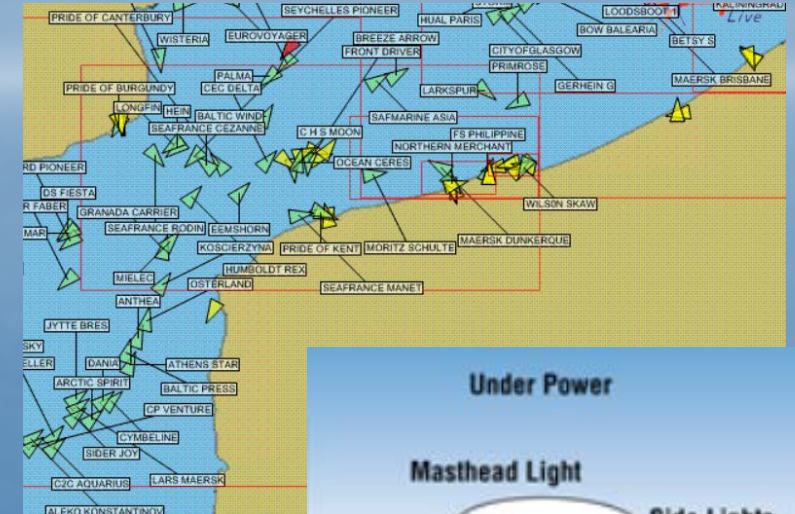 SEYCHELLES PIONEER
LOODSBOOT 1
KALININGRAD
Live
PRIDE OF CANTERBURY
HUAL PARIS
BOW BALEARIA
WISTERIA
EUROVOYAGER
BREEZE ARROW
BETSY S
FRONT DRIVER
CITYOFGLASGOW
PRIMROSE
PALMA
MAERSK BRISBANE
PRIDE OF BURGUNDY
CEC DELTA
LARKSPUR
GERHEIN G
LONGFIN
HEIN
BALTIC WIND
SAFMARINE ASIA
SEAFRANCE CEZANNE
C H S MOON
FS PHILIPPINE
NORTHERN MERCHANT
OCEAN CERES
RD PIONEER
DS FIESTA
R FABER
GRANADA CARRIER
WILSON SKAW
MAR
SEAFRANCE RODIN
EEMSHORN
KOSCIERZYNA
PRIDE OF KENT
MORITZ SCHULTE
MAERSK DUNKERQUE
HUMBOLDT REX
MIELEC
OSTERLAND
SEAFRANCE MANET
ANTHEA
JYTTE BRES
SKY
ELLER
DANIA
ATHENS STAR
ARCTIC SPIRIT
BALTIC PRESS
CP VENTURE
CYMBELINE
SIDER JOY
C2C AQUARIUS
LARS MAERSK
ALEKO KONSTANTINOV
Under Power
Masthead Light
Side Lights